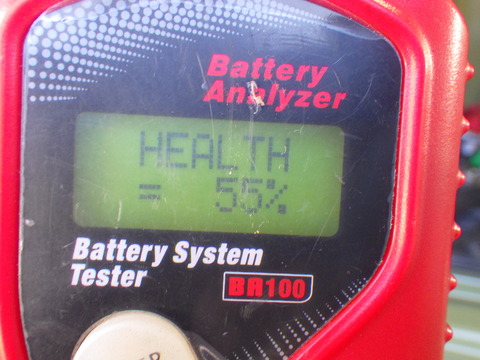 Battery
Analyzer
HEALTH
= 55%
Battery System
Tester
BA100